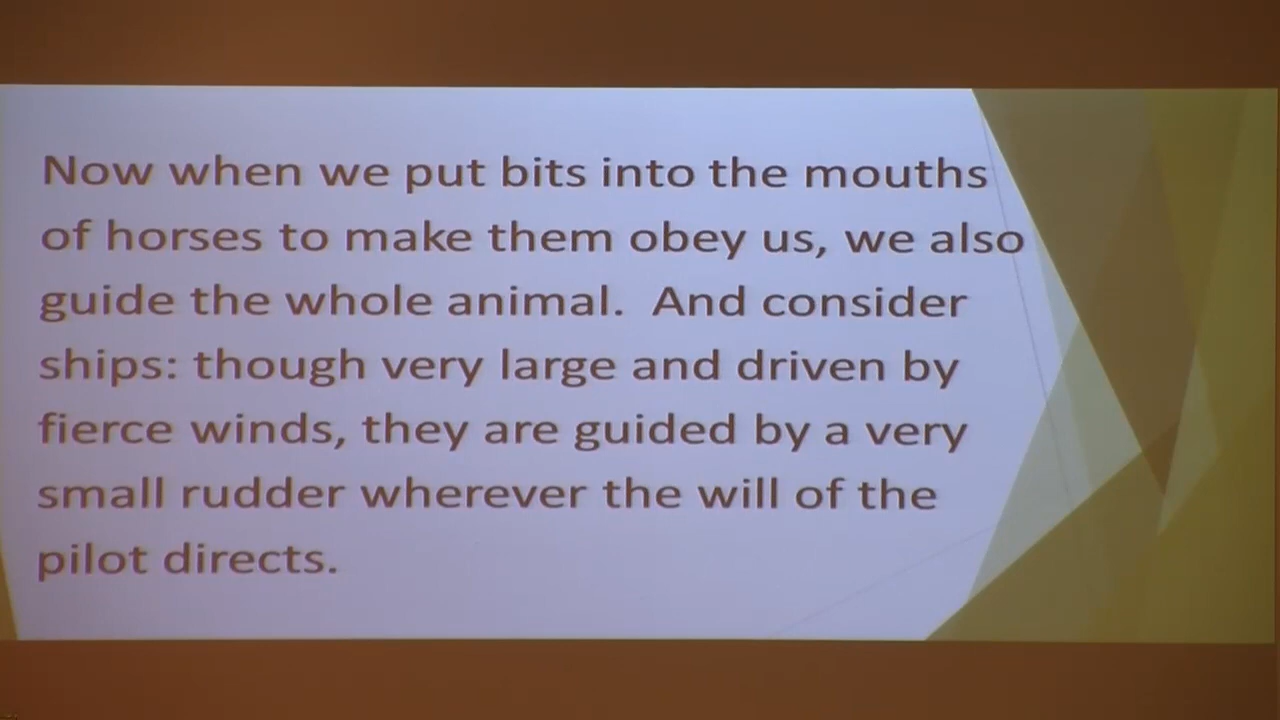 Now when we put bits into the mouths
of horses to make them obey us, we also
guide the whole animal.  And consider
ships: though very large and driven by
fierce winds, they are guided by a very
small rudder wherever the will of the
pilot directs.